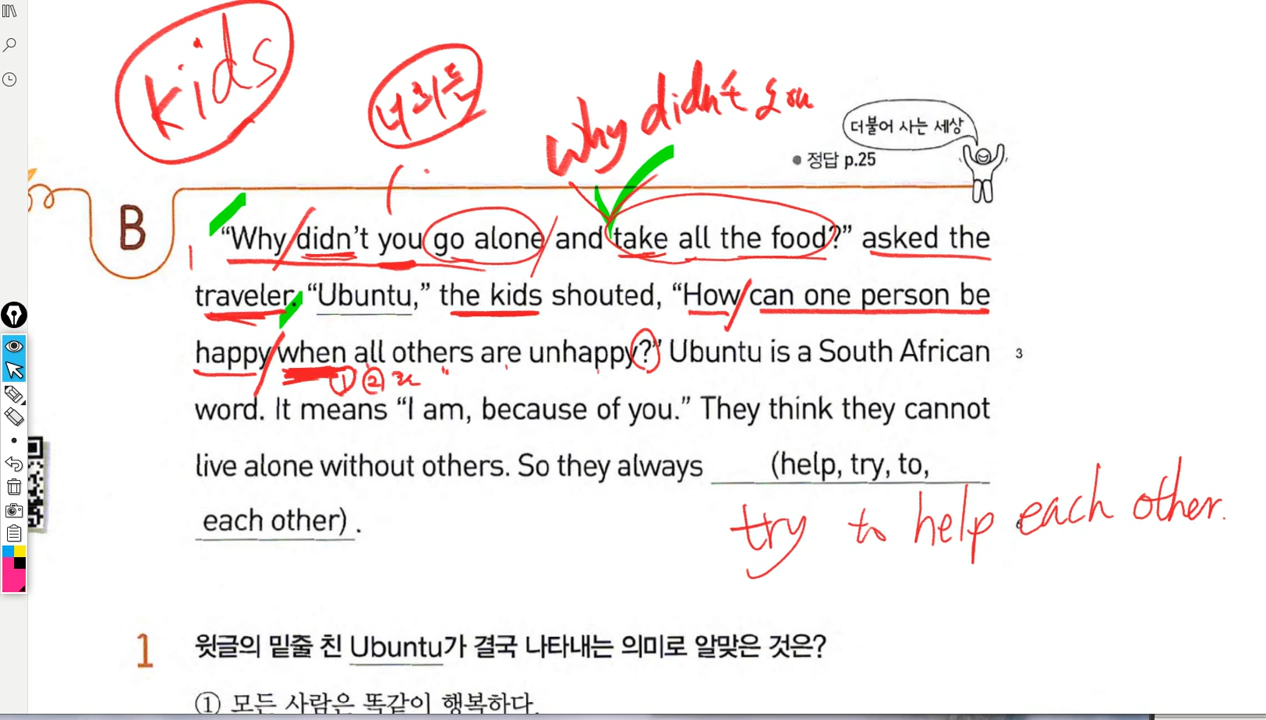 kids
너희들
Why didn't you
더불어 사는 세상
● 정답 p.25
B
“Why didn’t you go alone and take all the food?” asked the
traveler. “Ubuntu,” the kids shouted, “How can one person be
happy when all others are unhappy?” Ubuntu is a South African 3
① ②
word. It means “I am, because of you.” They think they cannot
live alone without others. So they always (help, try, to,
each other) .
try to help each other.
1 윗글의 밑줄 친 Ubuntu가 결국 나타내는 의미로 알맞은 것은?
① 모든 사람은 똑같이 행복하다.